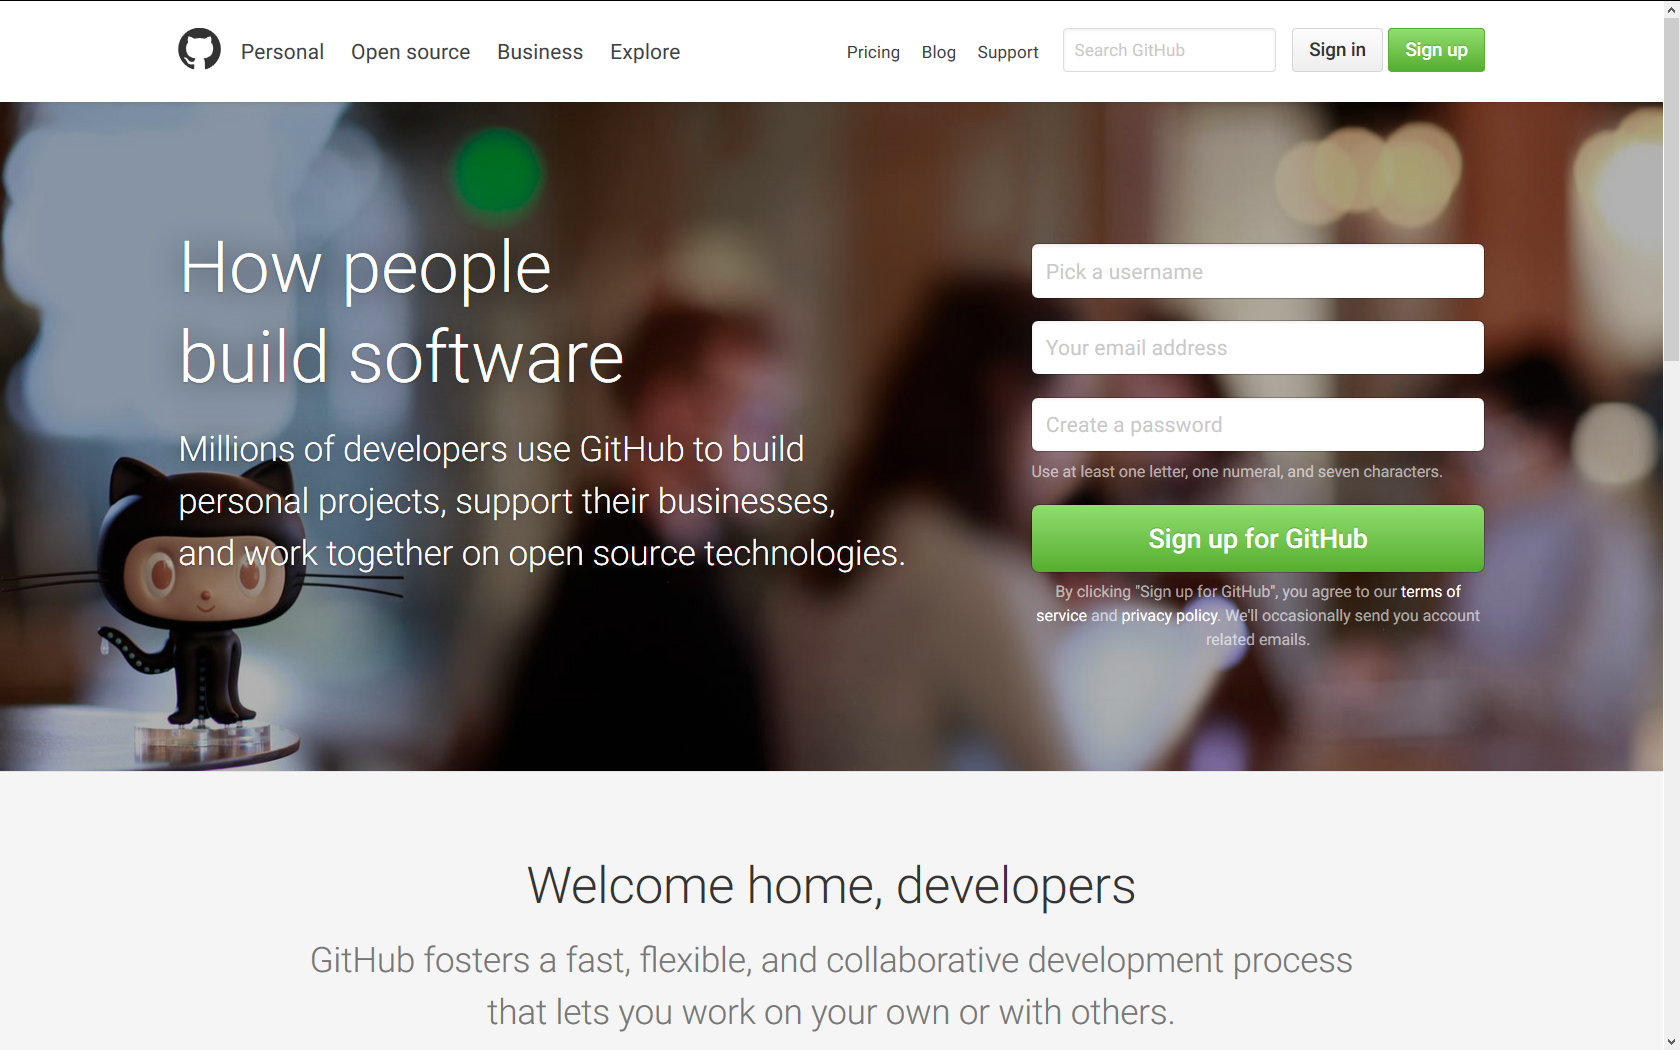 Personal Open source Business Explore Pricing Blog Support Search GitHub Sign in Sign up
How people
build software
Millions of developers use GitHub to build
personal projects, support their businesses,
and work together on open source technologies.
Pick a username
Your email address
Create a password
Use at least one letter, one numeral, and seven characters.
Sign up for GitHub
By clicking "Sign up for GitHub", you agree to our terms of
service and privacy policy. We'll occasionally send you account
related emails.
Welcome home, developers
GitHub fosters a fast, flexible, and collaborative development process
that lets you work on your own or with others.